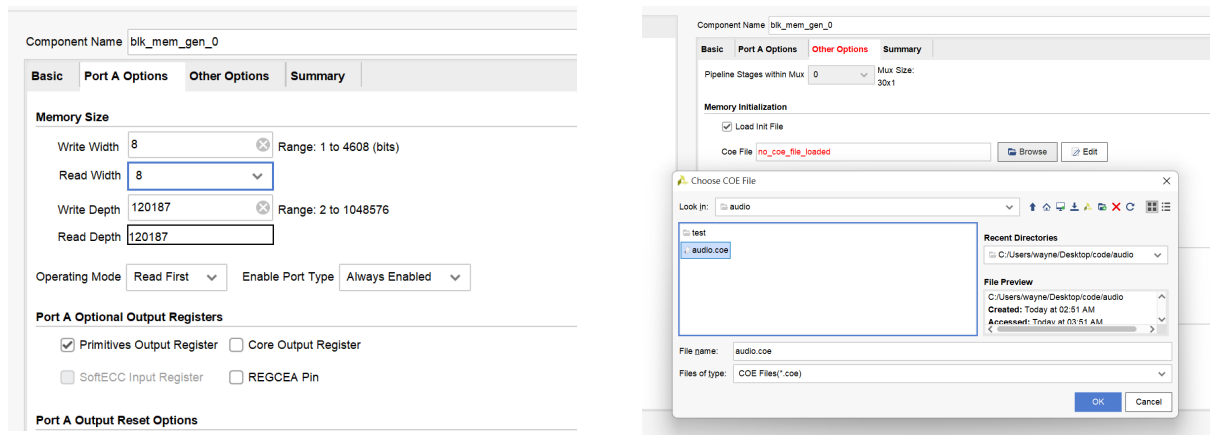 Component Name blk_mem_gen_0
Basic Port A Options Other Options Summary
Memory Size
Write Width 8 Range: 1 to 4608 (bits)
Read Width 8
Write Depth 120187 Range: 2 to 1048576
Read Depth 120187
Operating Mode Read First Enable Port Type Always Enabled
Port A Optional Output Registers
Primitives Output Register Core Output Register
SoftECC Input Register REGCEA Pin
Port A Output Reset Options
Component Name blk_mem_gen_0
Basic Port A Options Other Options Summary
Pipeline Stages within Mux 0 Mux Size:
30x1
Memory Initialization
Load Init File
Coe File no_coe_file_loaded Browse Edit
Choose COE File
Look in: audio
test
audio.coe
Recent Directories
C:/Users/wayne/Desktop/code/audio
File Preview
C:/Users/wayne/Desktop/code/audio
Created: Today at 02:51 AM
Accessed: Today at 03:51 AM
File name: audio.coe
Files of type: COE Files(*.coe)
OK Cancel